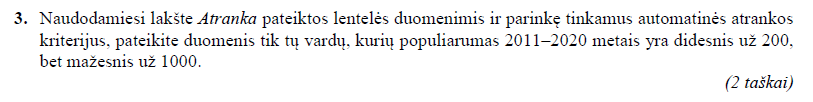 3. Naudodamiesi lakšte Atranka pateiktos lentelės duomenimis ir parinkę tinkamus automatinės atrankos
kriterijus, pateikite duomenis tik tų vardų, kurių populiarumas 2011–2020 metais yra didesnis už 200,
bet mažesnis už 1000.
(2 taškai)